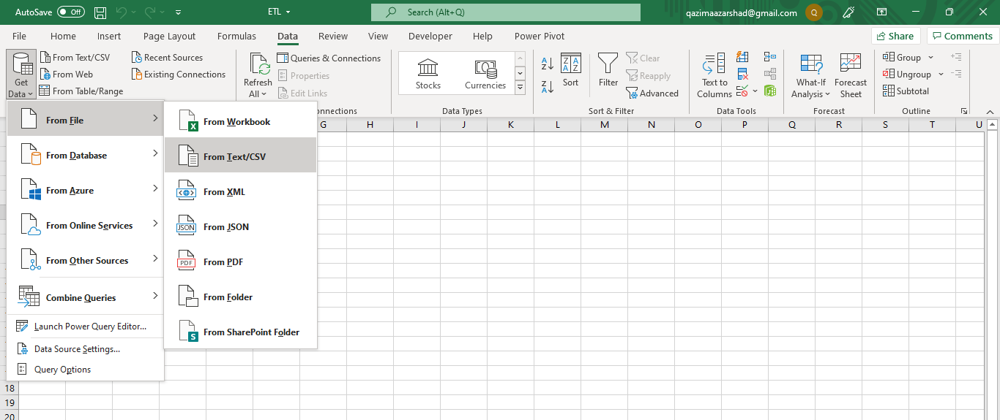 AutoSave Off
ETL
Search (Alt+Q)
qazimaazarshad@gmail.com
Q
File Home Insert Page Layout Formulas Data Review View Developer Help Power Pivot
Share
Comments
Get Data
From Text/CSV
From Web
From Table/Range
Recent Sources
Existing Connections
Refresh All
Queries & Connections
Properties
Edit Links
onnections
Stocks
Currencies
Data Types
Sort
Filter
Clear
Reapply
Advanced
Sort & Filter
Text to Columns
Data Tools
What-If Analysis
Forecast Sheet
Forecast
Group
Ungroup
Subtotal
Outline
G H I J K L M N O P Q R S T U
From File
From Database
From Azure
From Online Services
From Other Sources
Combine Queries
Launch Power Query Editor...
Data Source Settings...
Query Options
From Workbook
From Text/CSV
From XML
JSON From JSON
PDF From PDF
From Folder
From SharePoint Folder
18
19
20